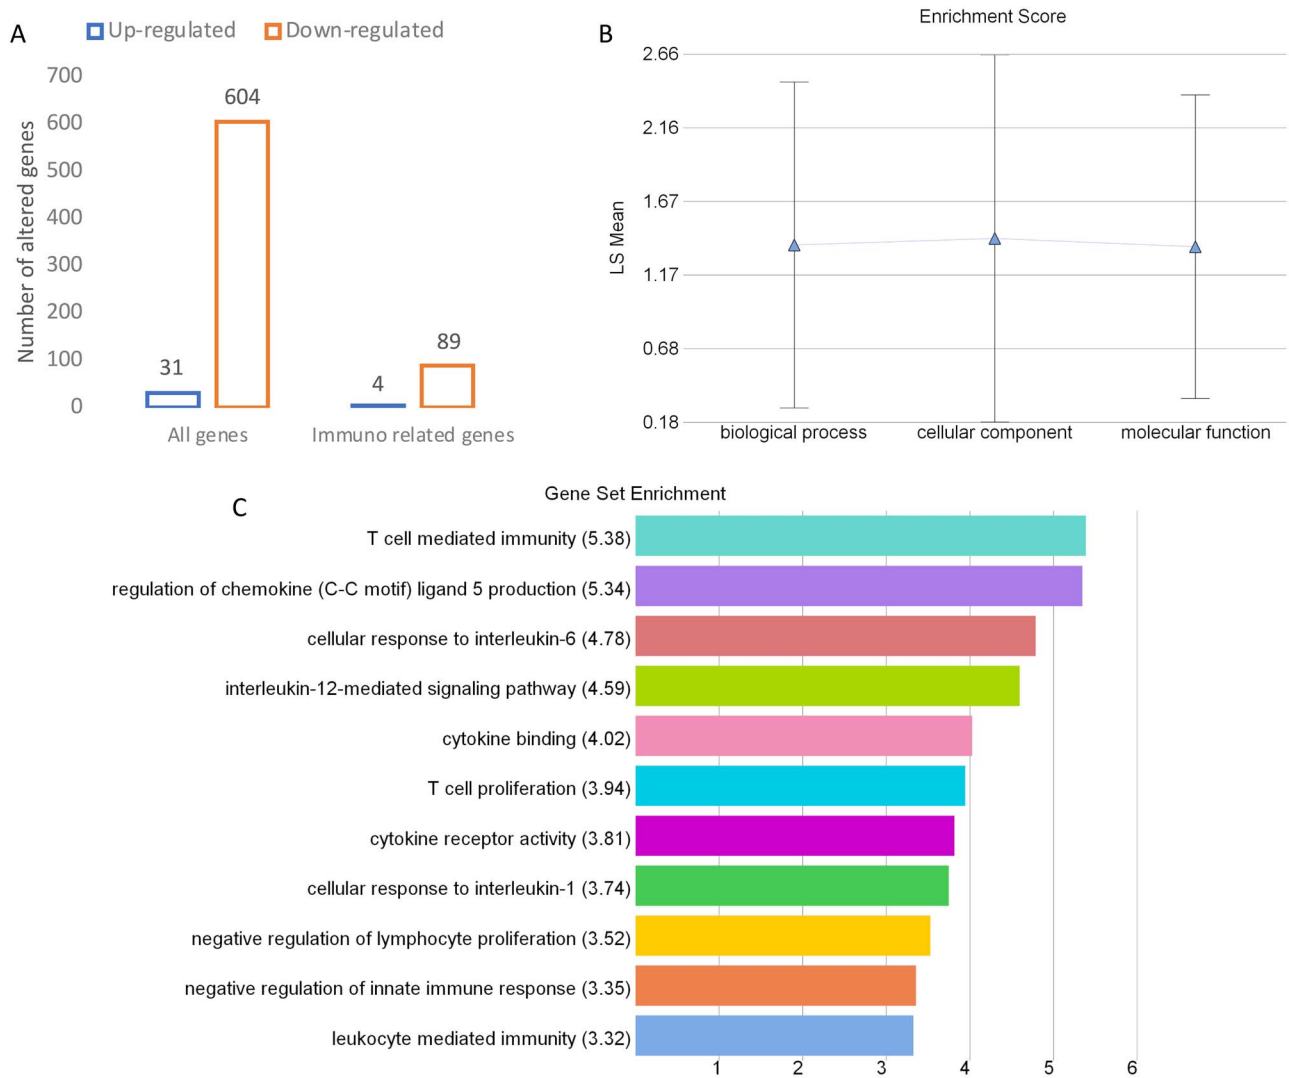 A
Up-regulated
Down-regulated
Number of altered genes
700
600
500
400
300
200
100
0
31
604
4
89
All genes
Immuno related genes
B
Enrichment Score
LS Mean
2.66
2.16
1.67
1.17
0.68
0.18
biological process
cellular component
molecular function
C
Gene Set Enrichment
T cell mediated immunity (5.38)
regulation of chemokine (C-C motif) ligand 5 production (5.34)
cellular response to interleukin-6 (4.78)
interleukin-12-mediated signaling pathway (4.59)
cytokine binding (4.02)
T cell proliferation (3.94)
cytokine receptor activity (3.81)
cellular response to interleukin-1 (3.74)
negative regulation of lymphocyte proliferation (3.52)
negative regulation of innate immune response (3.35)
leukocyte mediated immunity (3.32)
1 2 3 4 5 6